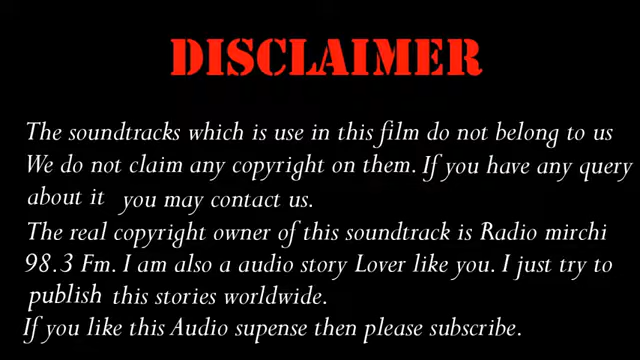 DISCLAIMER
The soundtracks which is use in this film do not belong to us
We do not claim any copyright on them. If you have any query
about it you may contact us.
The real copyright owner of this soundtrack is Radio mirchi
98.3 Fm. I am also a audio story Lover like you. I just try to
publish this stories worldwide.
If you like this Audio supense then please subscribe.